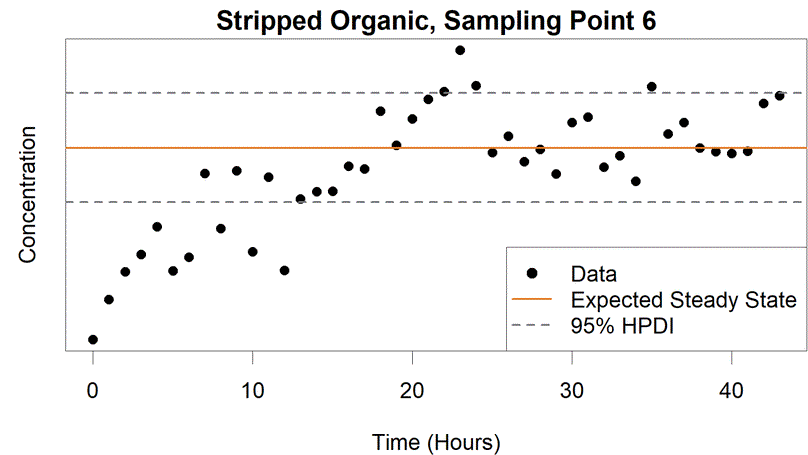 Stripped Organic, Sampling Point 6
Concentration
Data
Expected Steady State
95% HPDI
0 10 20 30 40
Time (Hours)